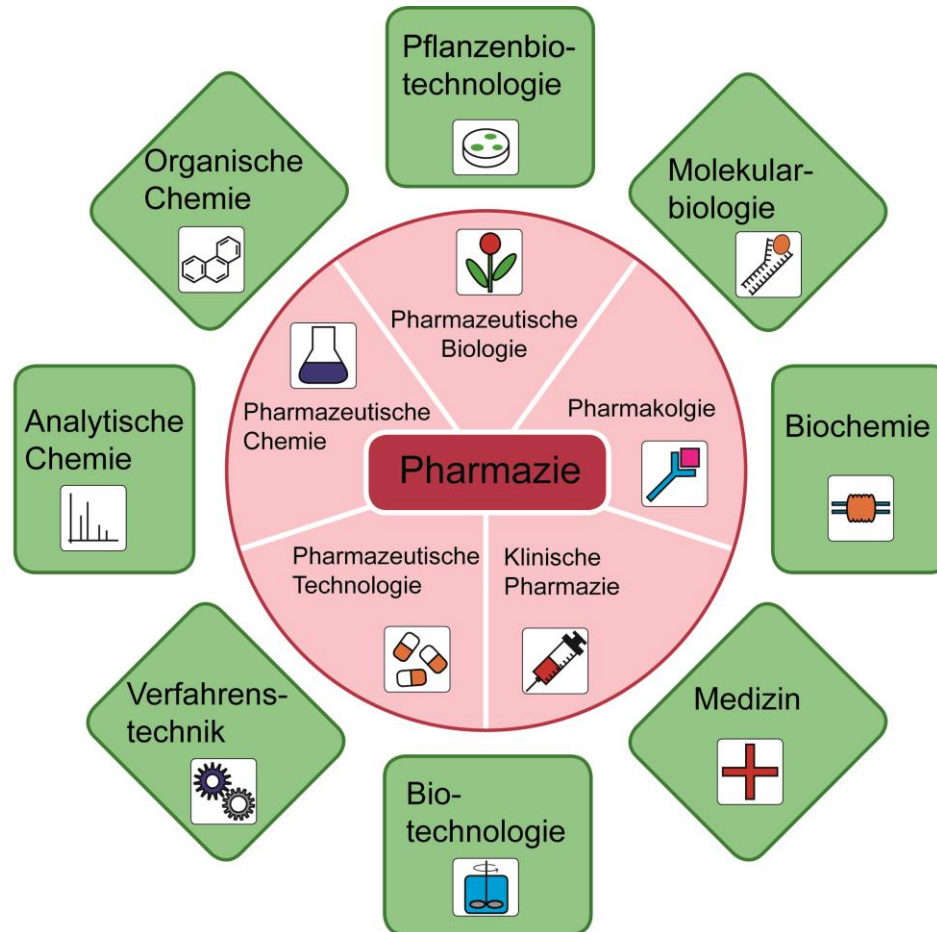 Pflanzenbio-
technologie
Organische
Chemie
Molekular-
biologie
Pharmazeutische
Biologie
Pharmazeutische
Chemie
Pharmakolgie
Analytische
Chemie
Pharmazie
Biochemie
Pharmazeutische
Technologie
Klinische
Pharmazie
Verfahrens-
technik
Medizin
Bio-
technologie